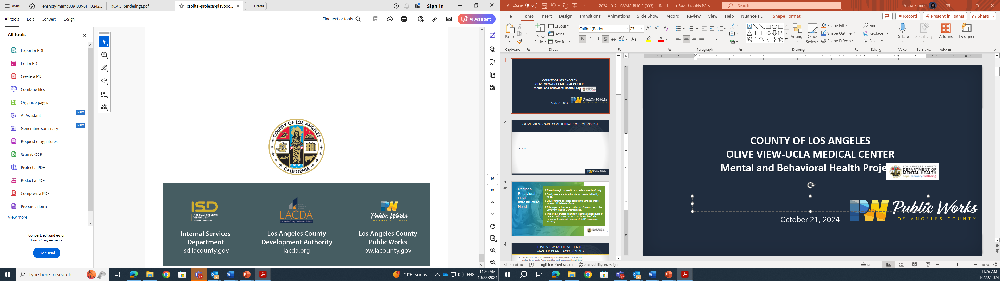 Menu
ensncsylmarnc839183961_10242...
RCV 5 Renderings.pdf
capiltal-projects-playboo...
Create
Sign in
All tools
Edit
Convert
E-Sign
Find text or tools
AI Assistant
All tools
Export a PDF
Edit a PDF
Create a PDF
Combine files
Organize pages
AI Assistant
NEW
Generative summary
NEW
Request e-signatures
Scan & OCR
Protect a PDF
Redact a PDF
Compress a PDF
Prepare a form
View more
Convert, edit and e-sign
forms & agreements.
Free trial
COUNTY OF LOS ANGELES
CALIFORNIA
ISD
INTERNAL SERVICES
DEPARTMENT
COUNTY OF LOS ANGELES
Internal Services
Department
isd.lacounty.gov
LACDA
Los Angeles County Development Authority
Los Angeles County
Development Authority
lacda.org
PW
Public Works
LOS ANGELES COUNTY
Los Angeles County
Public Works
pw.lacounty.gov
16
18
Type here to search
79°F Sunny
ENG
11:26 AM
10/22/2024
AutoSave
Off
2024_10_21_OVMC_BHCIP (003) - Read-... • Saved to this PC
Search
Alicia Ramos
File
Home
Insert
Design
Transitions
Animations
Slide Show
Record
Review
View
Help
Nuance PDF
Shape Format
Record
Present in Teams
Share
Paste
Clipboard
New
Slide
Layout
Reset
Section
Slides
Calibri (Body)
27
Font
Paragraph
Arrange
Quick
Styles
Shape Fill
Shape Outline
Shape Effects
Drawing
Find
Replace
Select
Editing
Dictate
Voice
Sensitivity
Sensitivity
Add-ins
Add-ins
Designer
1
COUNTY OF LOS ANGELES
OLIVE VIEW-UCLA MEDICAL CENTER
Mental and Behavioral Health Proje
October 21, 2024
PW Public Works
LOS ANGELES COUNTY
2
OLIVE VIEW CARE CONTIUUM PROJECT VISION
• ADD ...
PW Public Works
3
Regional
Behavioral
Health
Infrastructure
Needs
There is a regional need to add beds across the County.
Priority needs are for subacute and residential facility
types.
BHCIP funding prioritizes campus-type models that co-
locate multiple levels of care.
This project enhances a continuum of care model on the
Olive View Medical Center campus.
This project creates "client flow" between critical levels of
care and will connect to and compliment the Crisis
Residential Treatment Programs (CRTP) on campus
currently.
MENTAL HEALTH
4
OLIVE VIEW MEDICAL CENTER
MASTER PLAN BACKGROUND
• On October 15, 2019, the Board of Supervisors adopted the Olive View UCLA
Medical Center Master Plan and certified the Environmental Impact Report
COUNTY OF LOS ANGELES
OLIVE VIEW-UCLA MEDICAL CENTER
Mental and Behavioral Health Proje
LOS ANGELES COUNTY
DEPARTMENT OF
MENTAL HEALTH
hope. recovery. wellbeing.
October 21, 2024
PW Public Works
LOS ANGELES COUNTY
Slide 1 of 18
English (United States)
Accessibility: Investigate
Notes
109%
11:26 AM
10/22/2024